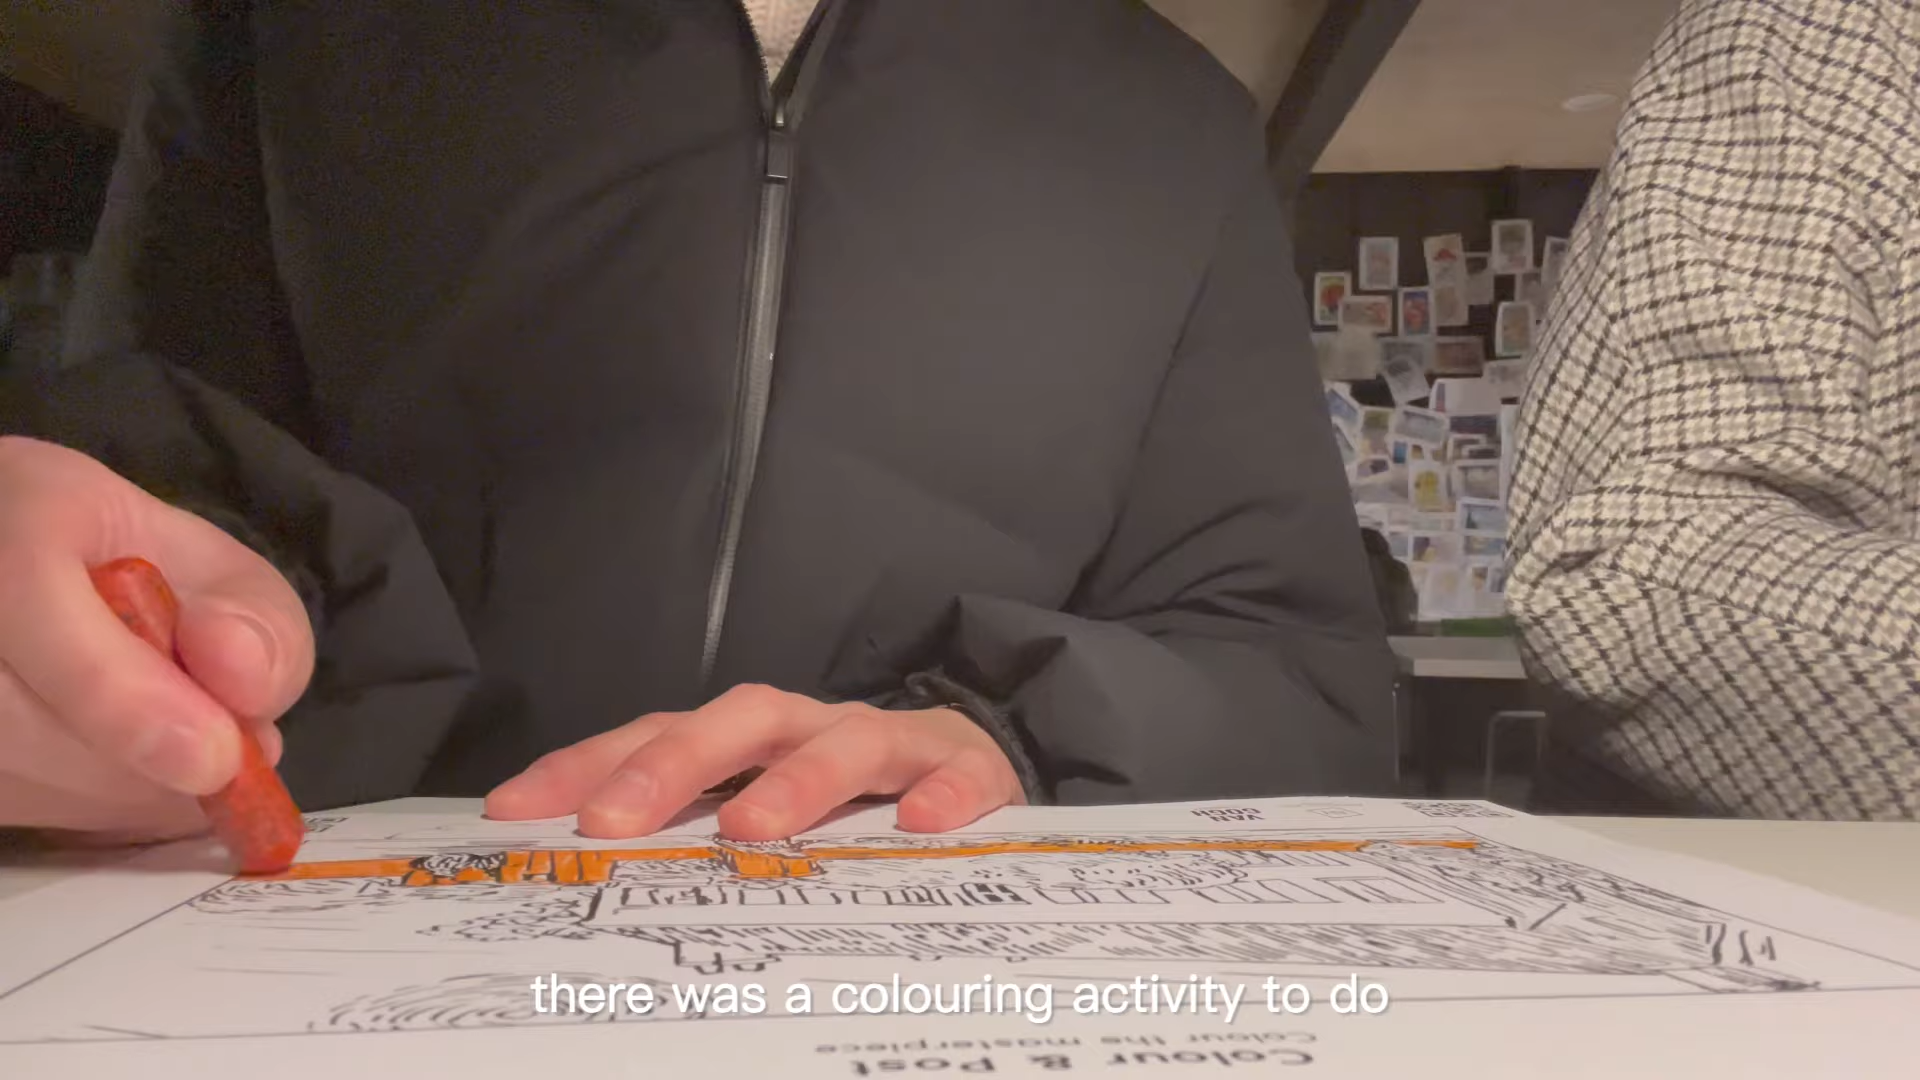 VAN
GOGH
there was a colouring activity to do
Colour the masterpiece
Colour & Post